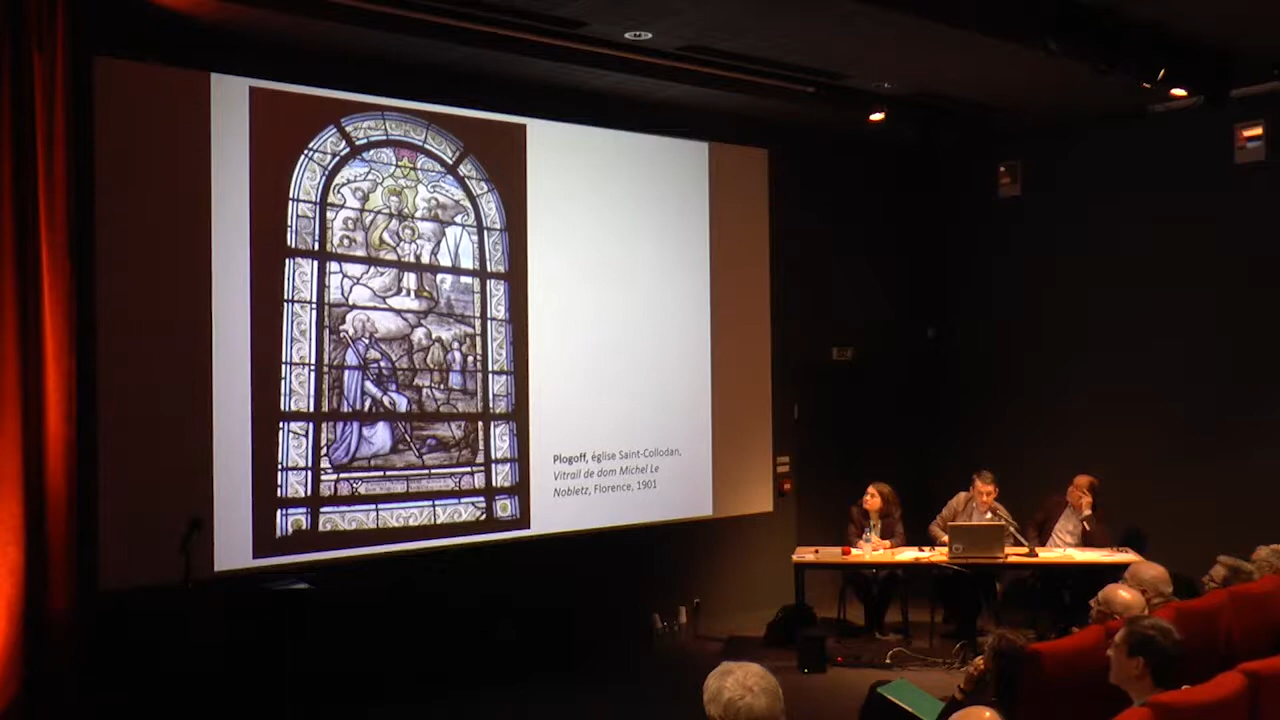 Plogoff, église Saint-Collodan,
Vitrail de dom Michel Le
Nobletz, Florence, 1901